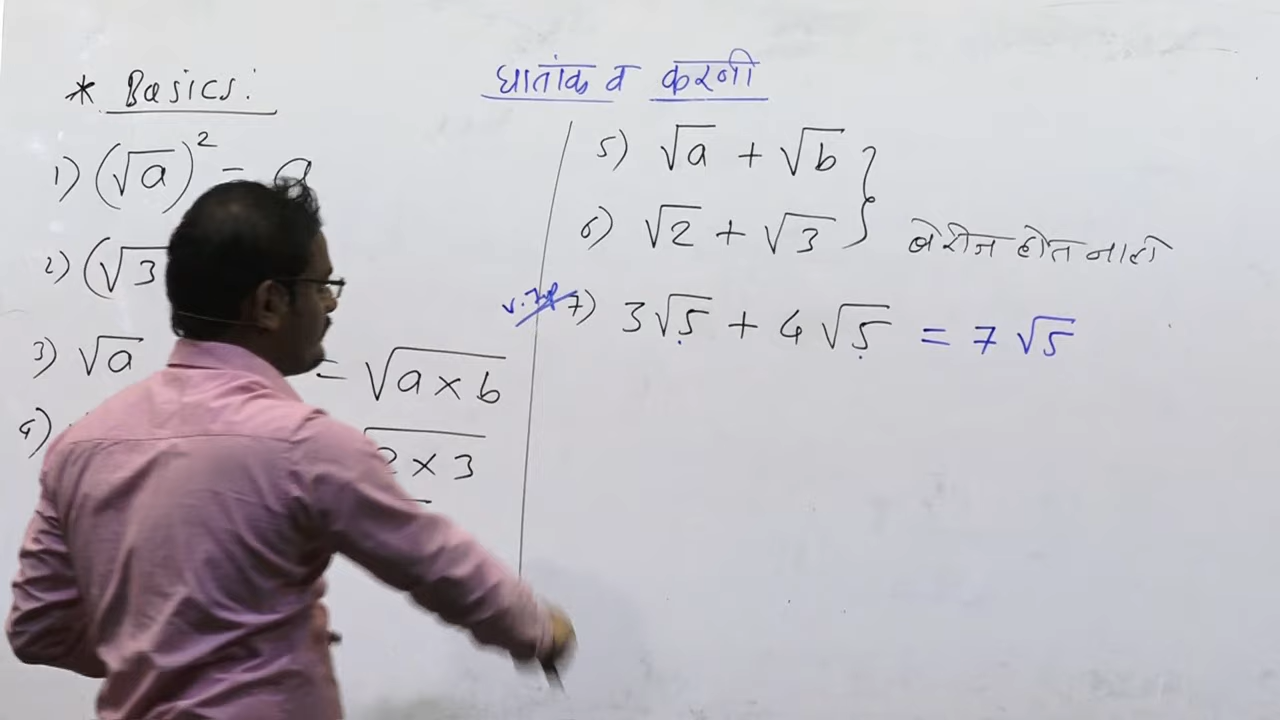 घातांक व करणी
* Basics:
1) (√a)² = a
2) (√3
3) √a = √(a × b)
4) 2 × 3
5) √a + √b
6) √2 + √3 } बेरीज होत नाही
v. Imp 7) 3√5 + 4√5 = 7√5